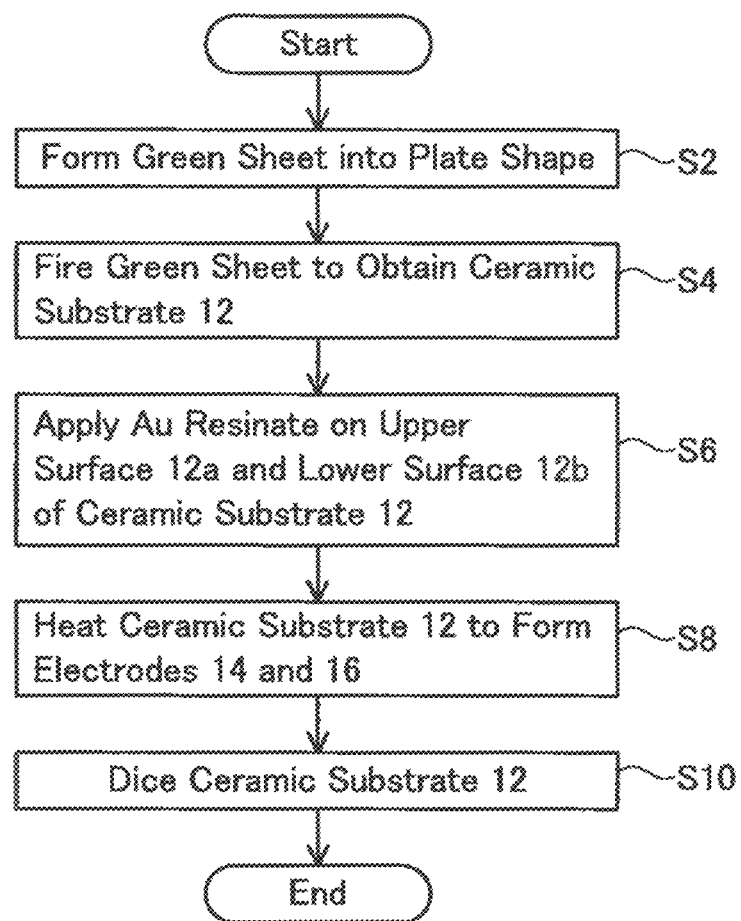 Start
Form Green Sheet into Plate Shape
S2
Fire Green Sheet to Obtain Ceramic
Substrate 12
S4
Apply Au Resinate on Upper
Surface 12a and Lower Surface 12b
of Ceramic Substrate 12
S6
Heat Ceramic Substrate 12 to Form
Electrodes 14 and 16
S8
Dice Ceramic Substrate 12
S10
End